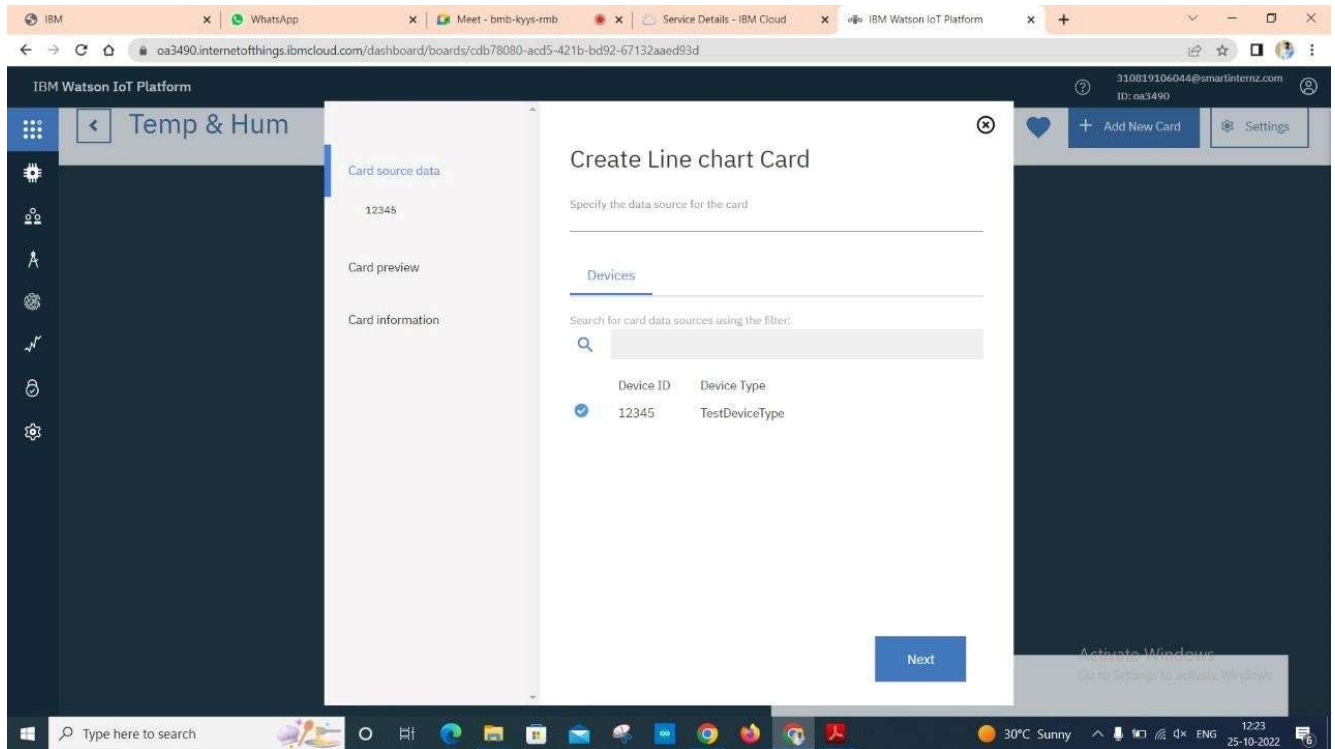 IBM
WhatsApp
Meet - bmb-kyys-rmb
Service Details - IBM Cloud
IBM Watson IoT Platform
oa3490.internetofthings.ibmcloud.com/dashboard/boards/cdb78080-acd5-421b-bd92-67132aaed93d
IBM Watson IoT Platform
310819106044@smartinternz.com
ID: oa3490
Temp & Hum
+ Add New Card
Settings
Card source data
12345
Card preview
Card information
Create Line chart Card
Specify the data source for the card
Devices
Search for card data sources using the filter:
Device ID Device Type
12345 TestDeviceType
Next
Activate Windows
Go to Settings to activate Windows.
Type here to search
30°C Sunny
ENG
12:23
25-10-2022
6